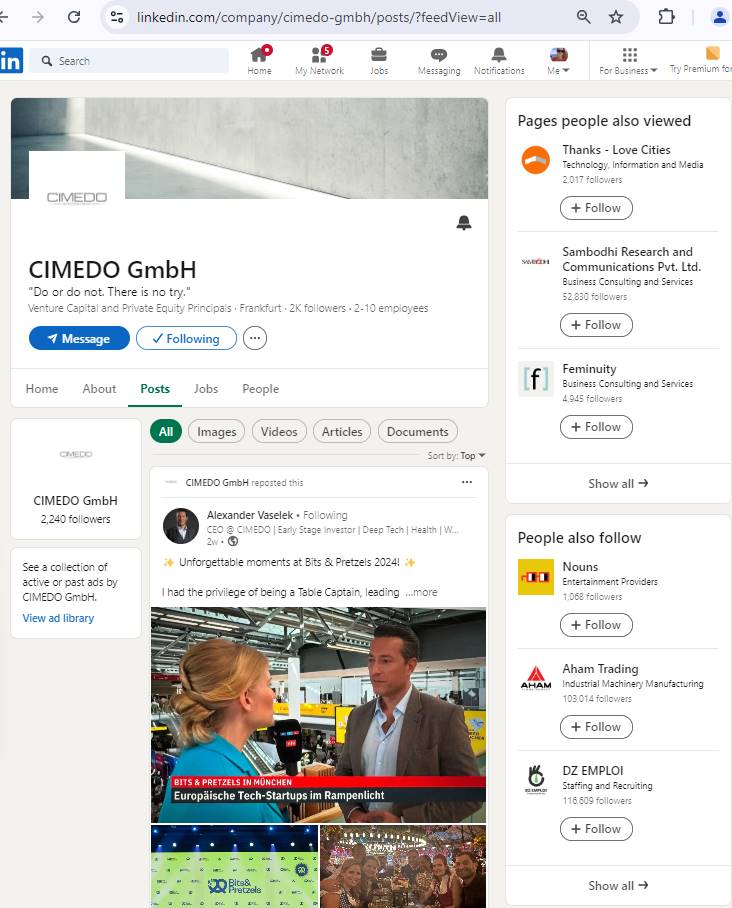 linkedin.com/company/cimedo-gmbh/posts/?feedView=all
in
Search
Home
5
My Network
Jobs
Messaging
Notifications
Me
For Business
Try Premium for
CIMEDO
CIMEDO GmbH
"Do or do not. There is no try."
Venture Capital and Private Equity Principals · Frankfurt · 2K followers · 2-10 employees
Message
Following
Home
About
Posts
Jobs
People
CIMEDO
CIMEDO GmbH
2,240 followers
See a collection of
active or past ads by
CIMEDO GmbH.
View ad library
All
Images
Videos
Articles
Documents
Sort by: Top
CIMEDO GmbH reposted this
Alexander Vaselek • Following
CEO @ CIMEDO | Early Stage Investor | Deep Tech | Health | W...
2w •
✨ Unforgettable moments at Bits & Pretzels 2024! ✨
I had the privilege of being a Table Captain, leading ...more
BITS & PRETZELS IN MÜNCHEN
Europäische Tech-Startups im Rampenlicht
Bits&
Pretzels
Pages people also viewed
Thanks - Love Cities
Technology, Information and Media
2,017 followers
+ Follow
SAMBODHI
Sambodhi Research and
Communications Pvt. Ltd.
Business Consulting and Services
52,830 followers
+ Follow
[f]
Feminuity
Business Consulting and Services
4,945 followers
+ Follow
Show all →
People also follow
Nouns
Entertainment Providers
1,068 followers
+ Follow
AHAM
Aham Trading
Industrial Machinery Manufacturing
103,014 followers
+ Follow
DZ EMPLOI
DZ EMPLOI
Staffing and Recruiting
116,609 followers
+ Follow
Show all →